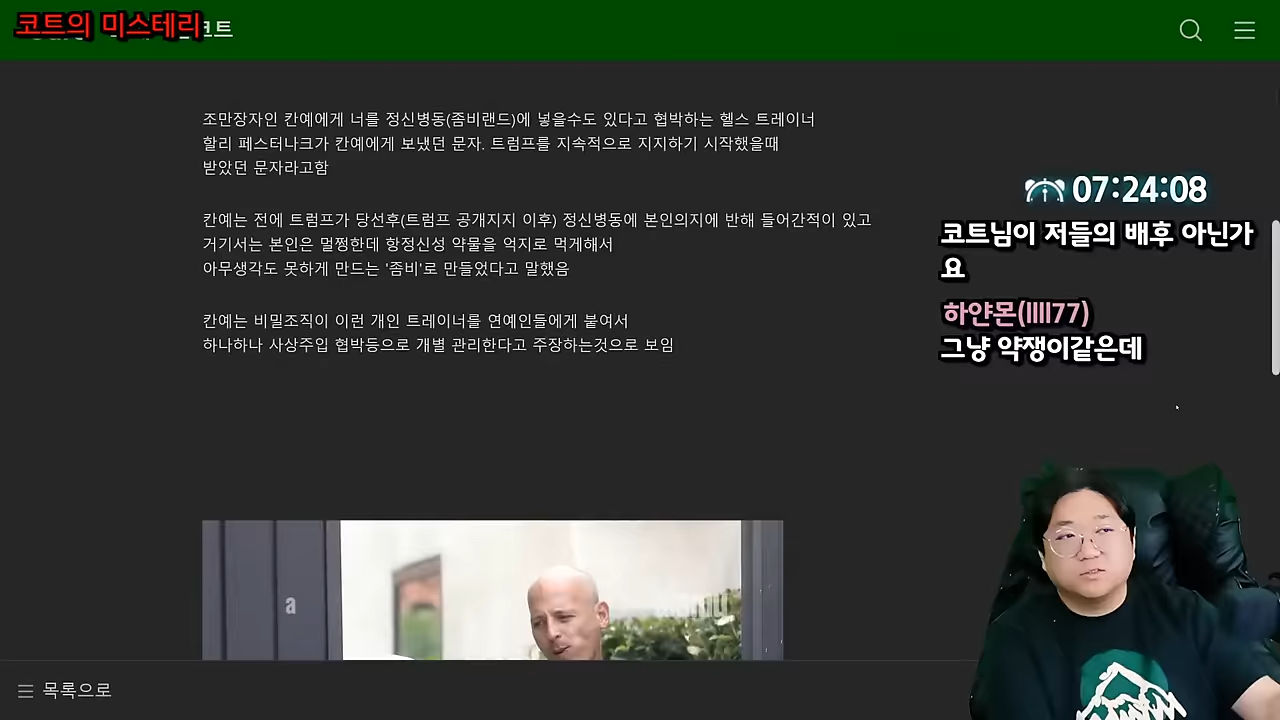 코트의 미스테리
코트
조만장자인 칸예에게 너를 정신병동(좀비랜드)에 넣을수도 있다고 협박하는 헬스 트레이너
할리 페스터나크가 칸예에게 보냈던 문자. 트럼프를 지속적으로 지지하기 시작했을때
받았던 문자라고함
칸예는 전에 트럼프가 당선후(트럼프 공개지지 이후) 정신병동에 본인의지에 반해 들어간적이 있고
거기서는 본인은 멀쩡한데 항정신성 약물을 억지로 먹게해서
아무생각도 못하게 만드는 '좀비'로 만들었다고 말했음
칸예는 비밀조직이 이런 개인 트레이너를 연예인들에게 붙여서
하나하나 사상주입 협박등으로 개별 관리한다고 주장하는것으로 보임
07:24:08
코트님이 저들의 배후 아닌가
요
하얀몬(llll77)
그냥 약쟁이같은데
a
목록으로